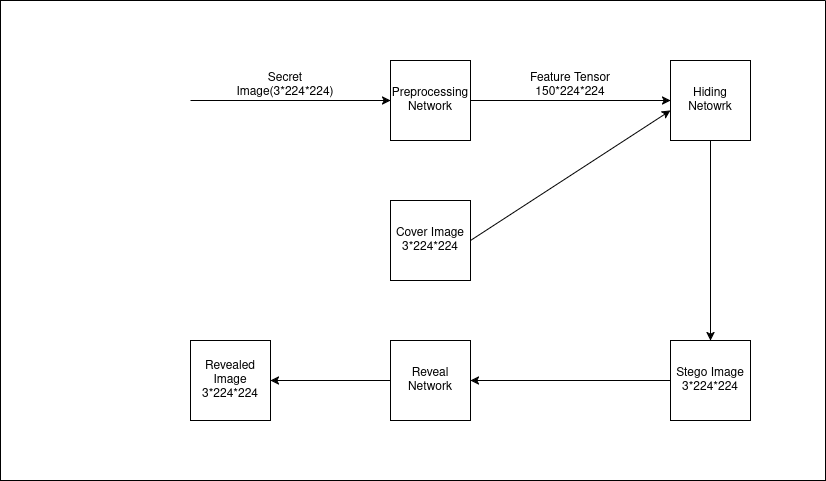 Secret
Image(3*224*224)
Preprocessing
Network
Feature Tensor
150*224*224
Hiding
Netowrk
Cover Image
3*224*224
Revealed
Image
3*224*224
Reveal
Network
Stego Image
3*224*224